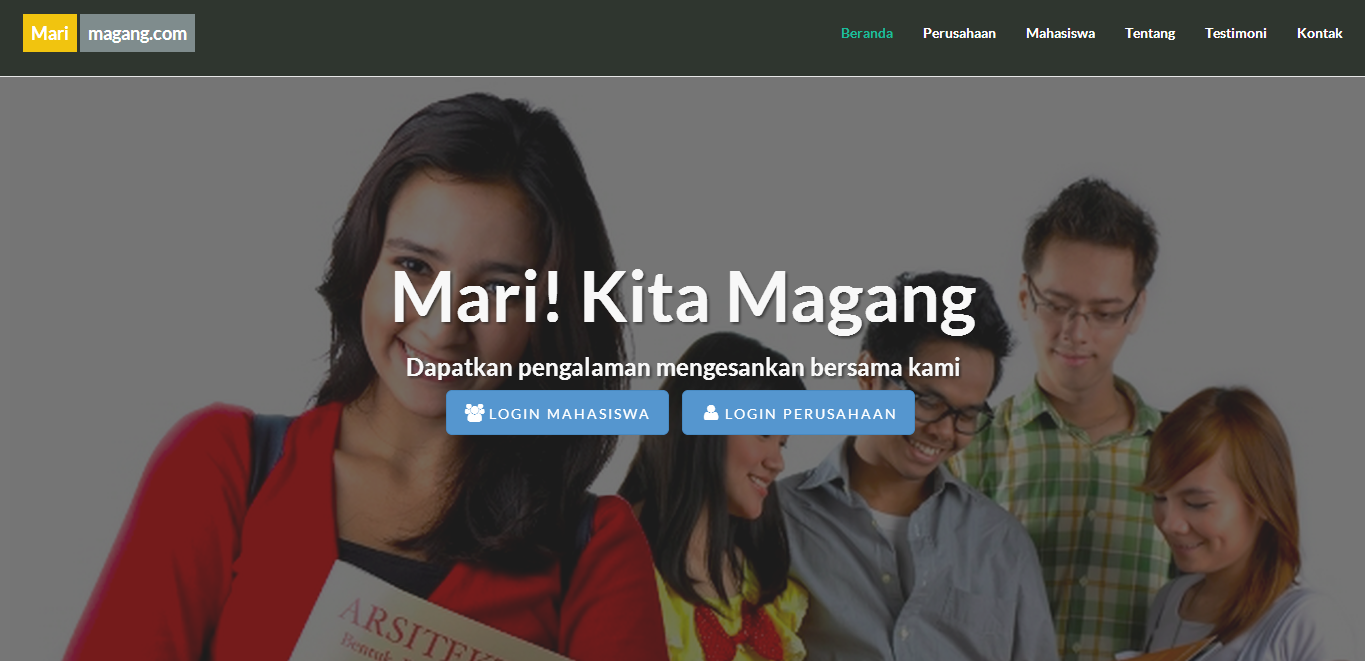 Mari magang.com
Beranda Perusahaan Mahasiswa Tentang Testimoni Kontak
Mari! Kita Magang
Dapatkan pengalaman mengesankan bersama kami
LOGIN MAHASISWA LOGIN PERUSAHAAN
ARSITEK
Bentuk